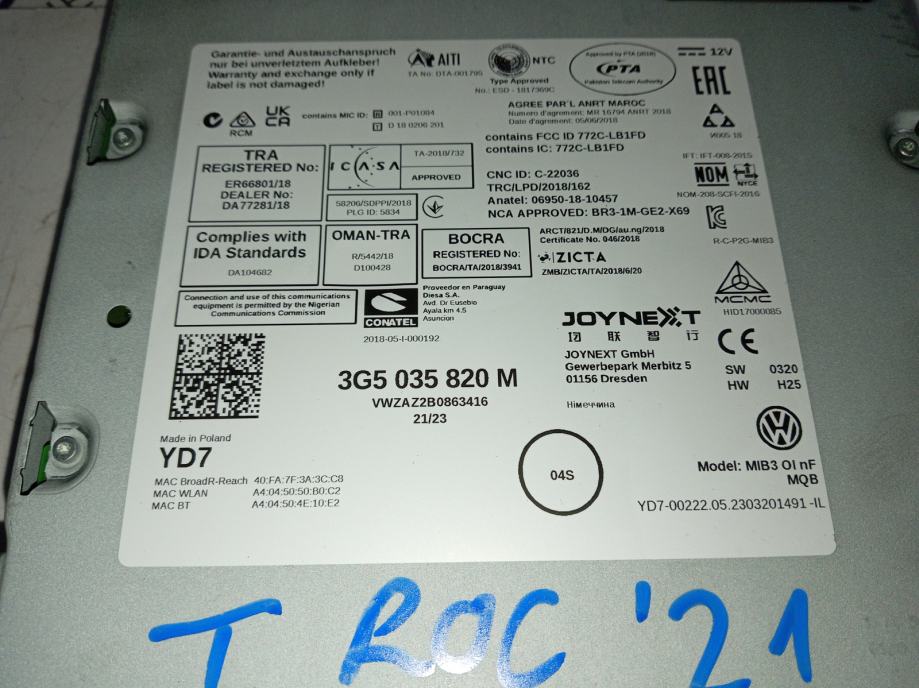 Garantie- und Austauschanspruch
nur bei unverletztem Aufkleber!
Warranty and exchange only if
label is not damaged!
AITI
TA No: DTA-001795
NTC
Type Approved
No.: ESD - 1817369C
Approved by PTA (2018)
PTA
Pakistan Telecom Authority
12V
EAC
RCM
UK
CA
contains MIC ID: R 001-P01084
T D 18 0206 201
AGREE PAR'L ANRT MAROC
Numero d'agrement: MR 16794 ANRT 2018
Date d'agrement: 05/06/2018
contains FCC ID 772C-LB1FD
contains IC: 772C-LB1FD
И005 18
TRA
REGISTERED No:
ER66801/18
DEALER No:
DA77281/18
ICASA
TA-2018/732
APPROVED
58206/SDPPI/2018
PLG ID: 5834
CNC ID: C-22036
TRC/LPD/2018/162
Anatel: 06950-18-10457
NCA APPROVED: BR3-1M-GE2-X69
IFT: IFT-008-2015
NOM
NYCE
NOM-208-SCFI-2016
Complies with
IDA Standards
DA104682
OMAN-TRA
R/5442/18
D100428
BOCRA
REGISTERED No:
BOCRA/TA/2018/3941
ARCT/821/D.M/DG/au.ng/2018
Certificate No. 046/2018
ZICTA
ZMB/ZICTA/TA/2018/6/20
R-C-P2G-MIB3
Connection and use of this communications
equipment is permitted by the Nigerian
Communications Commission
CONATEL
Proveedor en Paraguay
Diesa S.A.
Avd. Dr Eusebio
Ayala km 4.5
Asuncion
2018-05-I-000192
MCMC
HID17000085
JOYNEXT
联 智 行
JOYNEXT GmbH
Gewerbepark Merbitz 5
01156 Dresden
Німеччина
CE
SW 0320
HW H25
3G5 035 820 M
VWZAZ2B0863416
21/23
Made in Poland
YD7
MAC BroadR-Reach 40:FA:7F:3A:3C:C8
MAC WLAN A4:04:50:50:B0:C2
MAC BT A4:04:50:4E:10:E2
04S
Model: MIB3 OI nF
MQB
YD7-00222.05.2303201491 -IL
T ROC '21